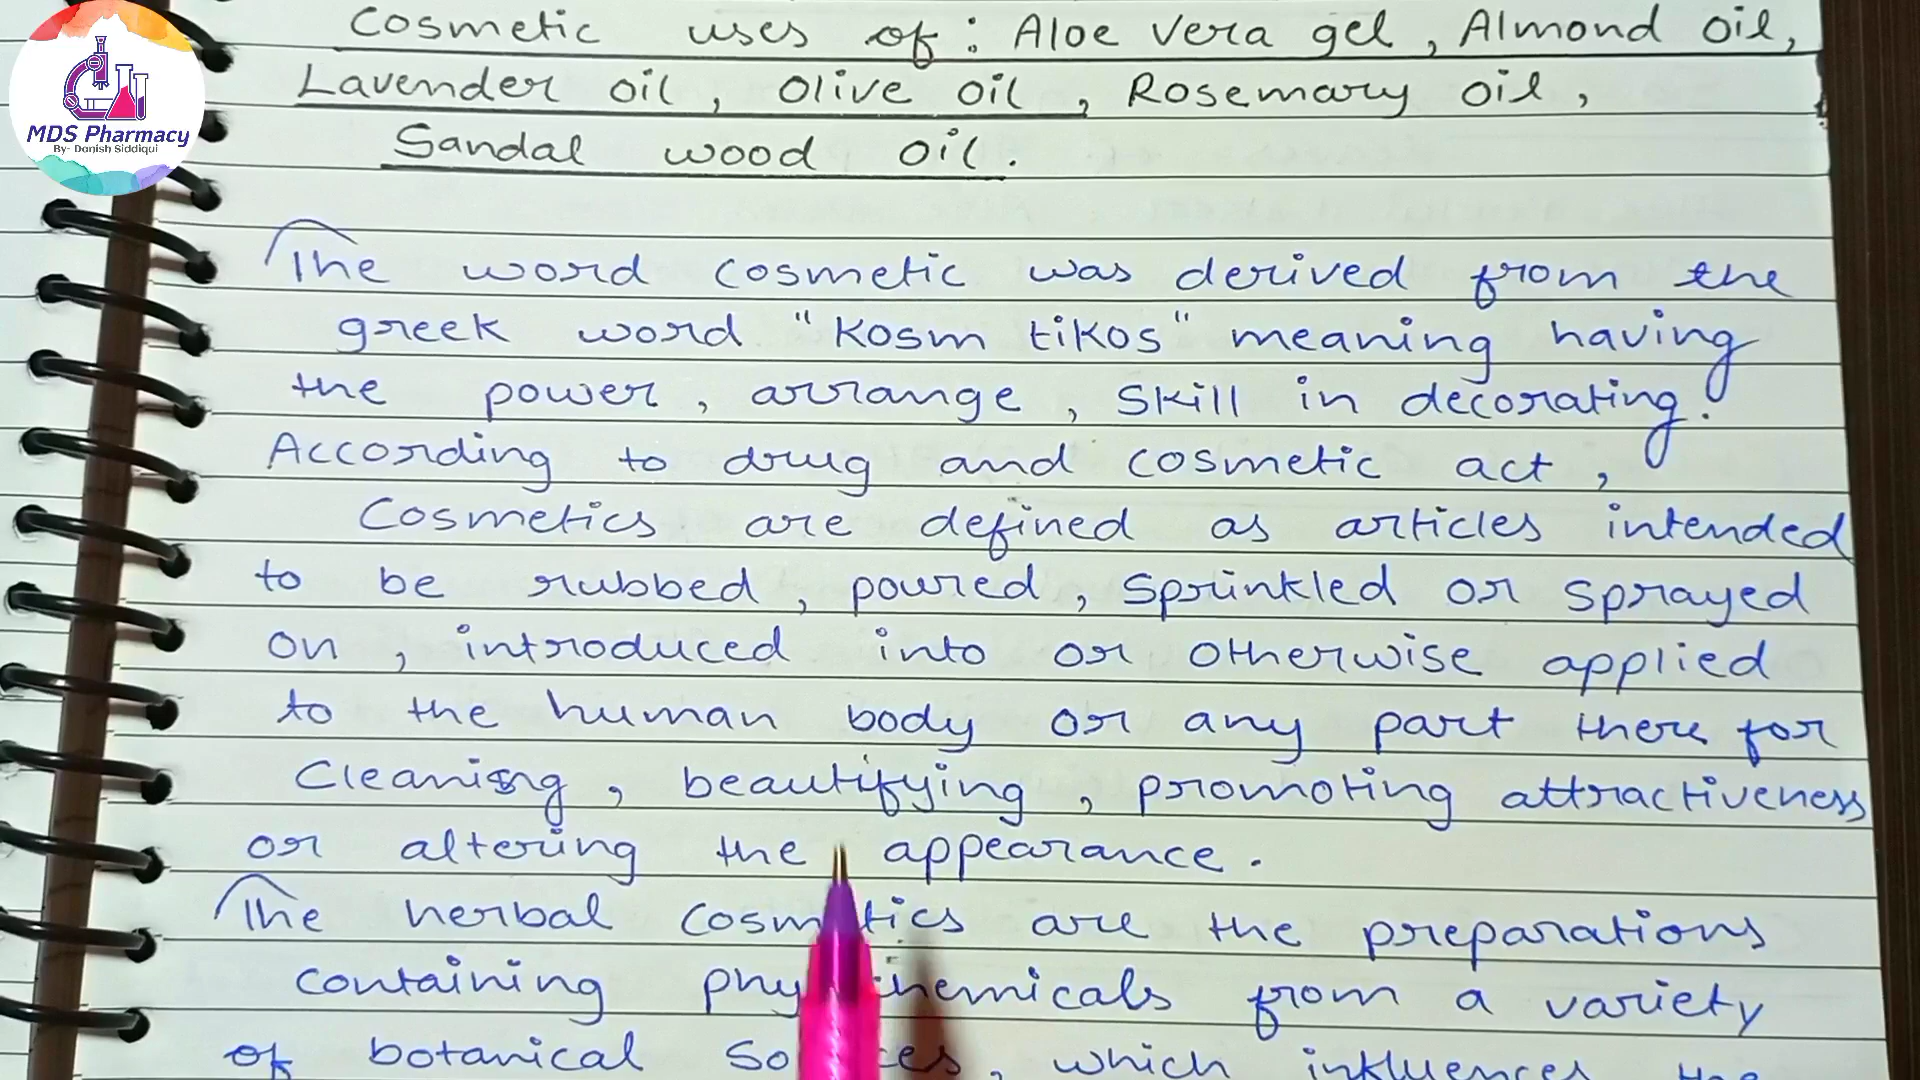 MDS Pharmacy
By- Danish Siddiqui
Cosmetic uses of : Aloe Vera gel , Almond oil,
Lavender oil , Olive oil , Rosemary oil ,
Sandal wood oil .
The word cosmetic was derived from the
greek word "Kosm tikos" meaning having
the power , arrange , skill in decorating.
According to drug and cosmetic act ,
Cosmetics are defined as articles intended
to be rubbed , poured , sprinkled or sprayed
on , introduced into or otherwise applied
to the human body or any part there for
, beautifying , promoting attractiveness
or altering the appearance .
The herbal are the preparations
containing from a variety
of botanical , which influences the